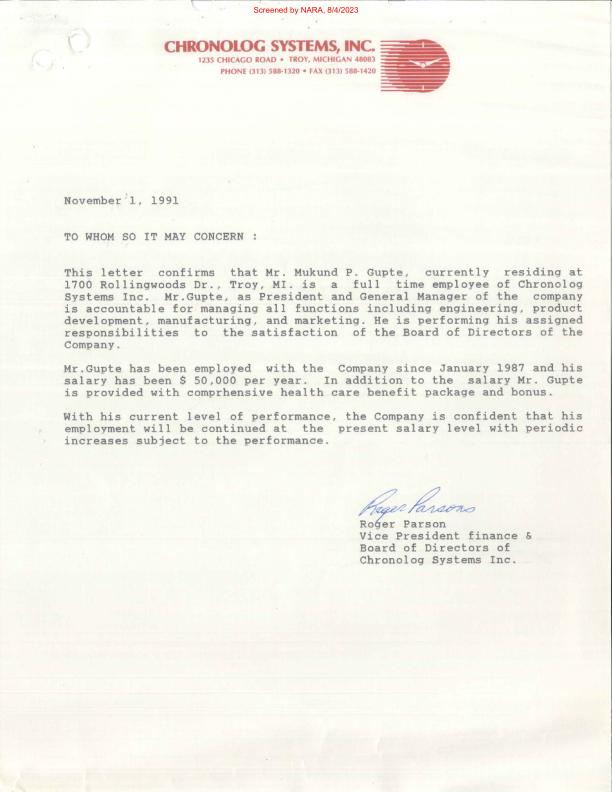 Screened by NARA, 8/4/2023
CHRONOLOG SYSTEMS, INC.
1235 CHICAGO ROAD • TROY, MICHIGAN 48083
PHONE (313) 588-1320 • FAX (313) 588-1420
November 1, 1991
TO WHOM SO IT MAY CONCERN :
This letter confirms that Mr. Mukund P. Gupte, currently residing at
1700 Rollingwoods Dr., Troy, MI. is a full time employee of Chronolog
Systems Inc. Mr.Gupte, as President and General Manager of the company
is accountable for managing all functions including engineering, product
development, manufacturing, and marketing. He is performing his assigned
responsibilities to the satisfaction of the Board of Directors of the
Company.
Mr.Gupte has been employed with the Company since January 1987 and his
salary has been $ 50,000 per year. In addition to the salary Mr. Gupte
is provided with comprhensive health care benefit package and bonus.
With his current level of performance, the Company is confident that his
employment will be continued at the present salary level with periodic
increases subject to the performance.
Roger Parsons
Roger Parson
Vice President finance &
Board of Directors of
Chronolog Systems Inc.